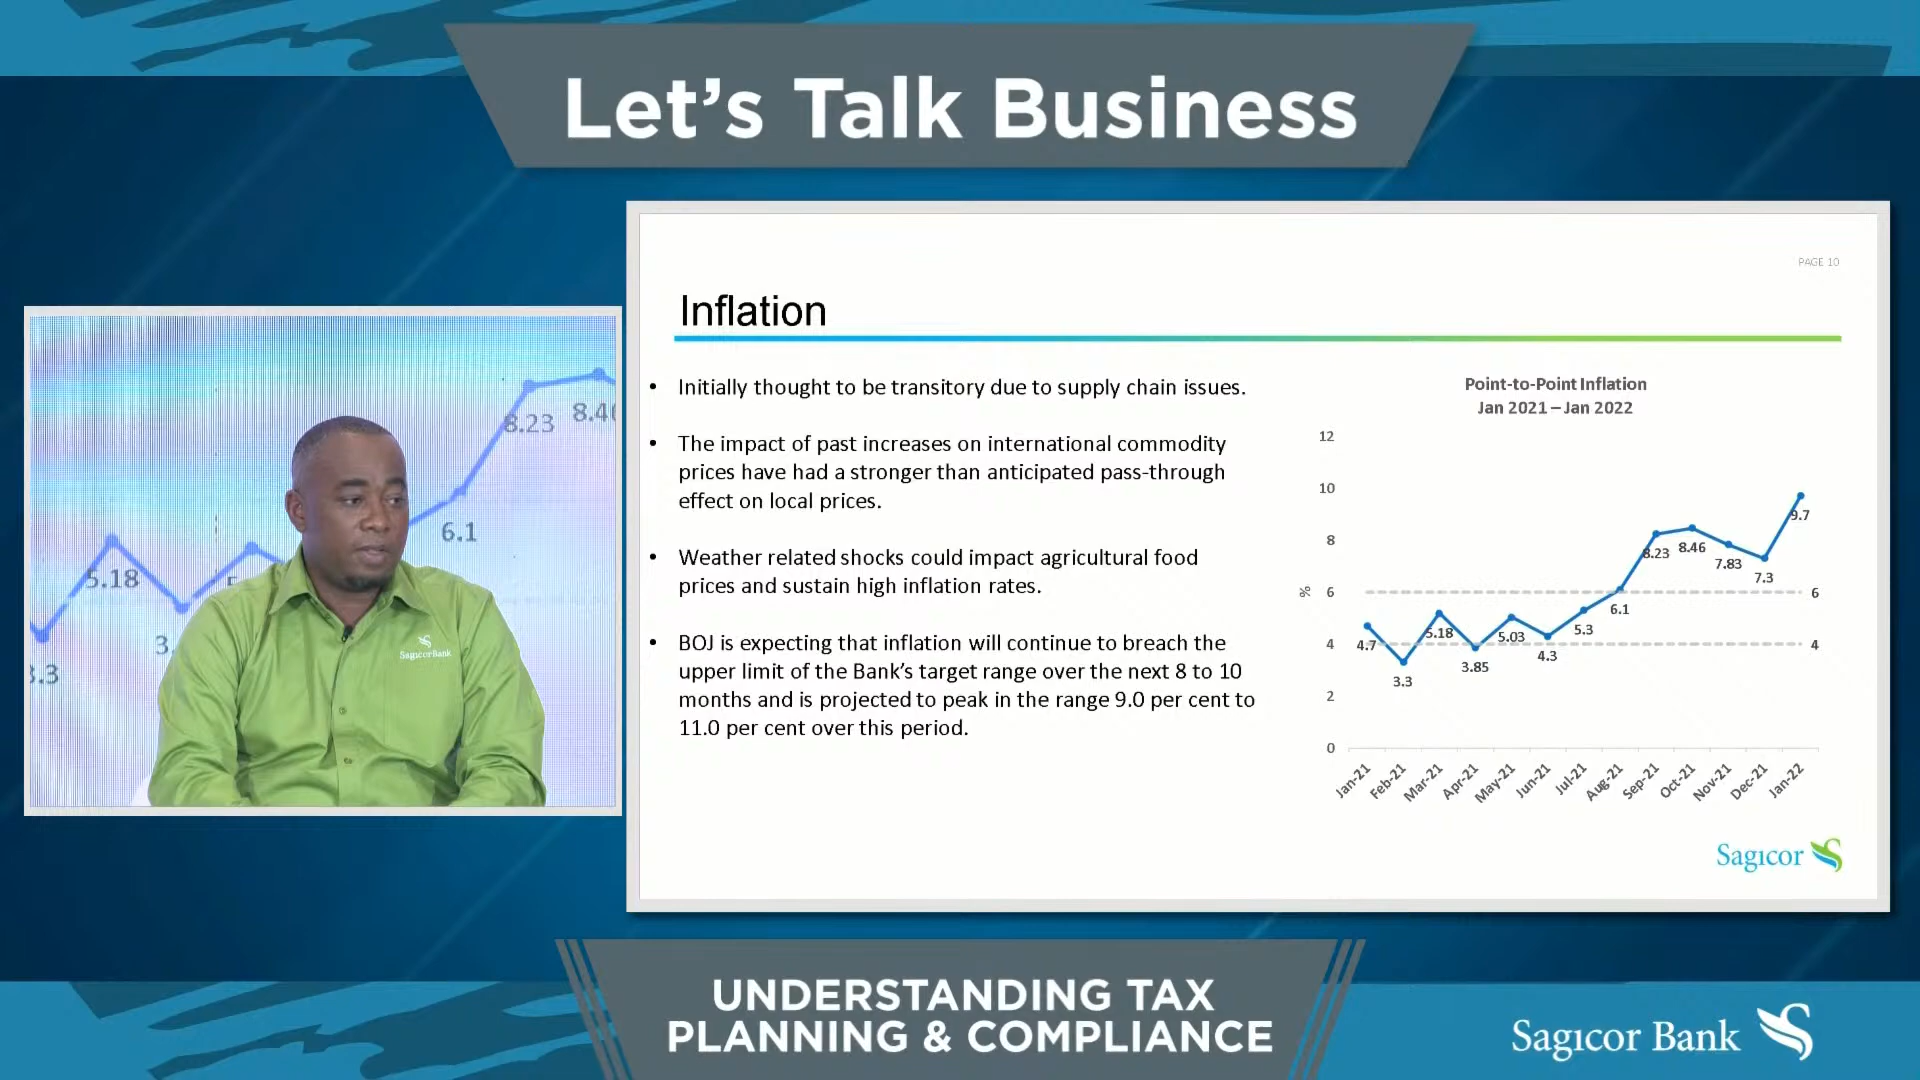 Let's Talk Business
PAGE 10
Inflation
• Initially thought to be transitory due to supply chain issues.
• The impact of past increases on international commodity
prices have had a stronger than anticipated pass-through
effect on local prices.
• Weather related shocks could impact agricultural food
prices and sustain high inflation rates.
• BOJ is expecting that inflation will continue to breach the
upper limit of the Bank's target range over the next 8 to 10
months and is projected to peak in the range 9.0 per cent to
11.0 per cent over this period.
Point-to-Point Inflation
Jan 2021 – Jan 2022
12
10
8
6
4
2
0
%
4.7
3.3
5.18
3.85
5.03
4.3
5.3
6.1
8.23
8.46
7.83
7.3
9.7
6
4
Jan-21
Feb-21
Mar-21
Apr-21
May-21
Jun-21
Jul-21
Aug-21
Sep-21
Oct-21
Nov-21
Dec-21
Jan-22
Sagicor
8.23
6.1
5.18
Sagicor Bank
UNDERSTANDING TAX
PLANNING & COMPLIANCE
Sagicor Bank